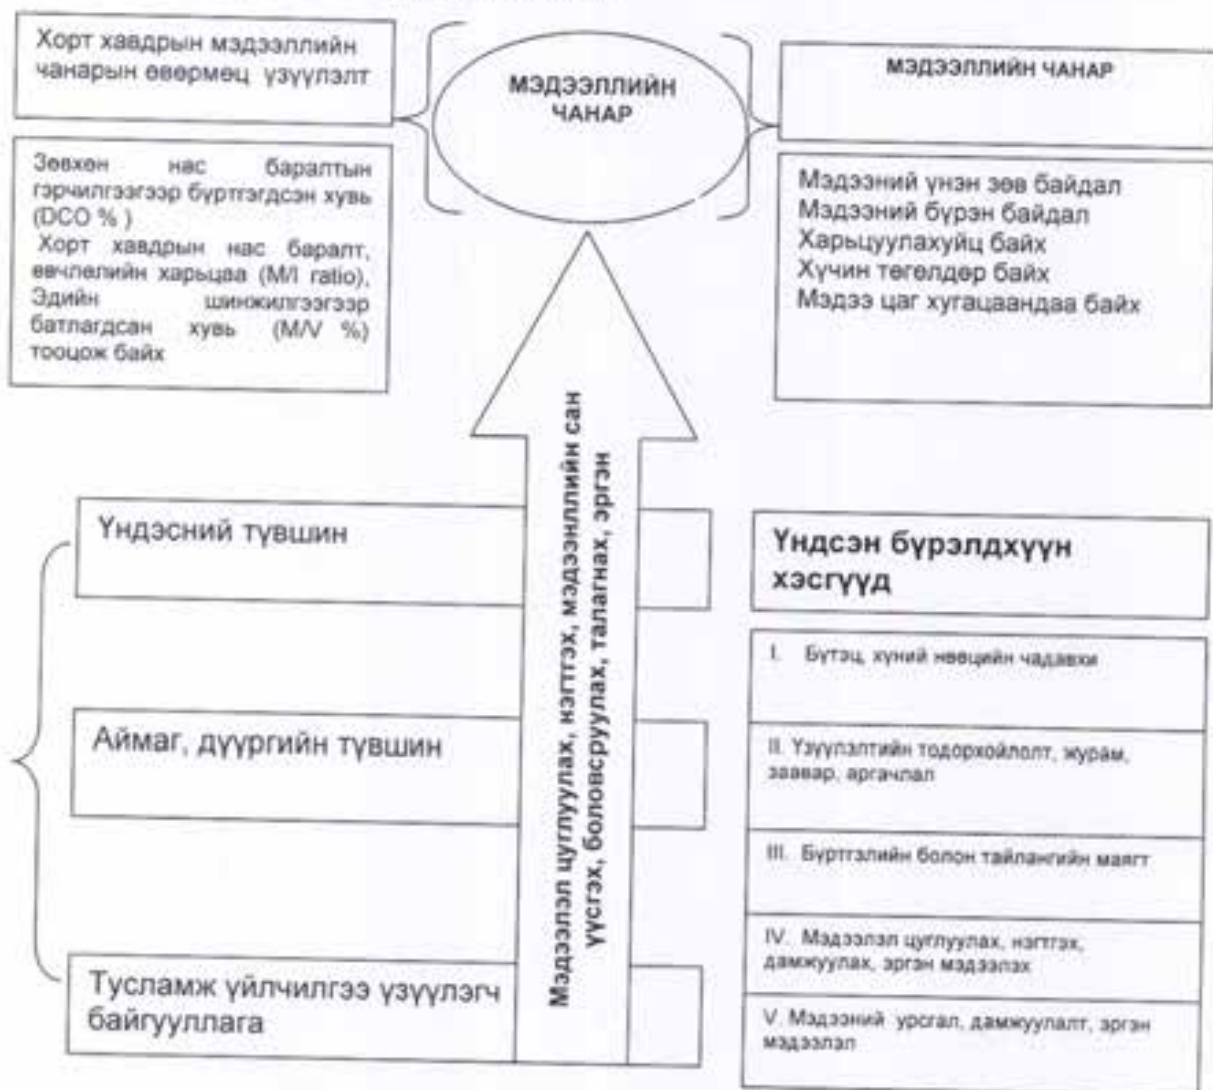 Хорт хавдрын мэдээллийн
чанарын өвөрмөц үзүүлэлт
МЭДЭЭЛЛИЙН
ЧАНАР
МЭДЭЭЛЛИЙН ЧАНАР
Зөвхөн нас баралтын
гэрчилгээгээр бүртгэгдсэн хувь
(DCO % )
Хорт хавдрын нас баралт,
өвчлөлийн харьцаа (M/I ratio),
Эдийн шинжилгээгээр
батлагдсан хувь (M/V %)
тооцож байх
Мэдээний үнэн зөв байдал
Мэдээний бүрэн байдал
Харьцуулахуйц байх
Хүчин төгөлдөр байх
Мэдээ цаг хугацаандаа байх
Мэдээлэл цуглуулах, нэгтгэх, мэдээнллийн сан
үүсгэх, боловсруулах, талагнах, эргэн
Үндэсний түвшин
Аймаг, дүүргийн түвшин
Тусламж үйлчилгээ үзүүлэгч
байгууллага
Үндсэн бүрэлдхүүн
хэсгүүд
I. Бүтэц, хүний нөөцийн чадавхи
II. Үзүүлэлтийн тодорхойлолт, журам,
заавар, аргачлал
III. Бүртгэлийн болон тайлангийн маягт
IV. Мэдээлэл цуглуулах, нэгтгэх,
дамжуулах, эргэн мэдээлэх
V. Мэдээний урсгал, дамжуулалт, эргэн
мэдээлэл